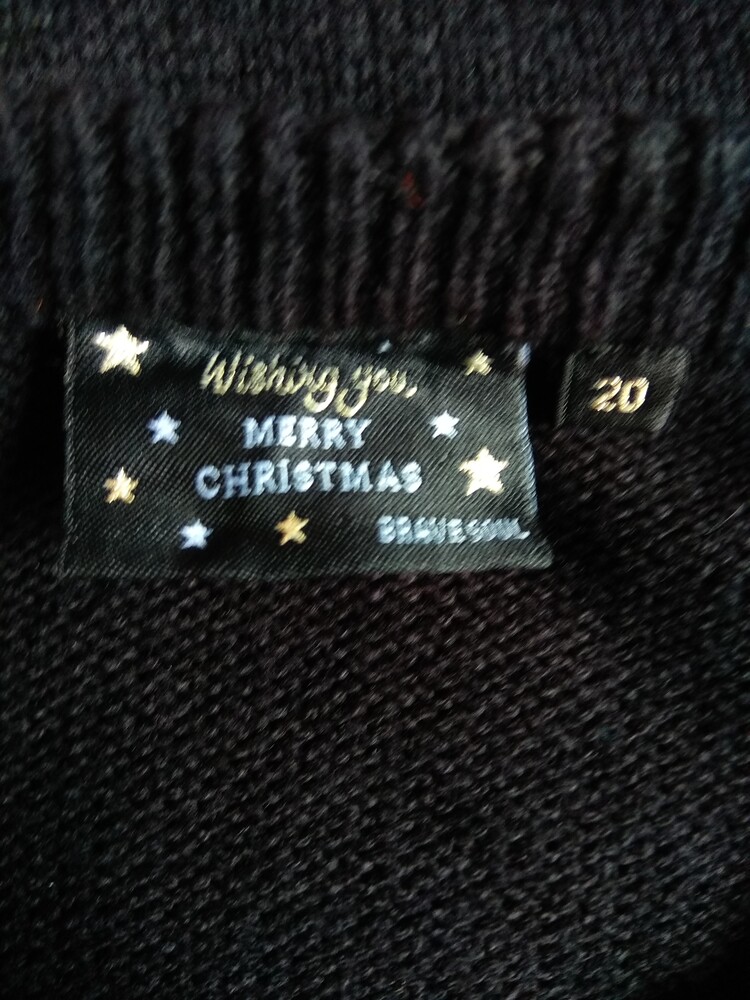 Wishing you,
MERRY
CHRISTMAS
BRAVE SOUL
20